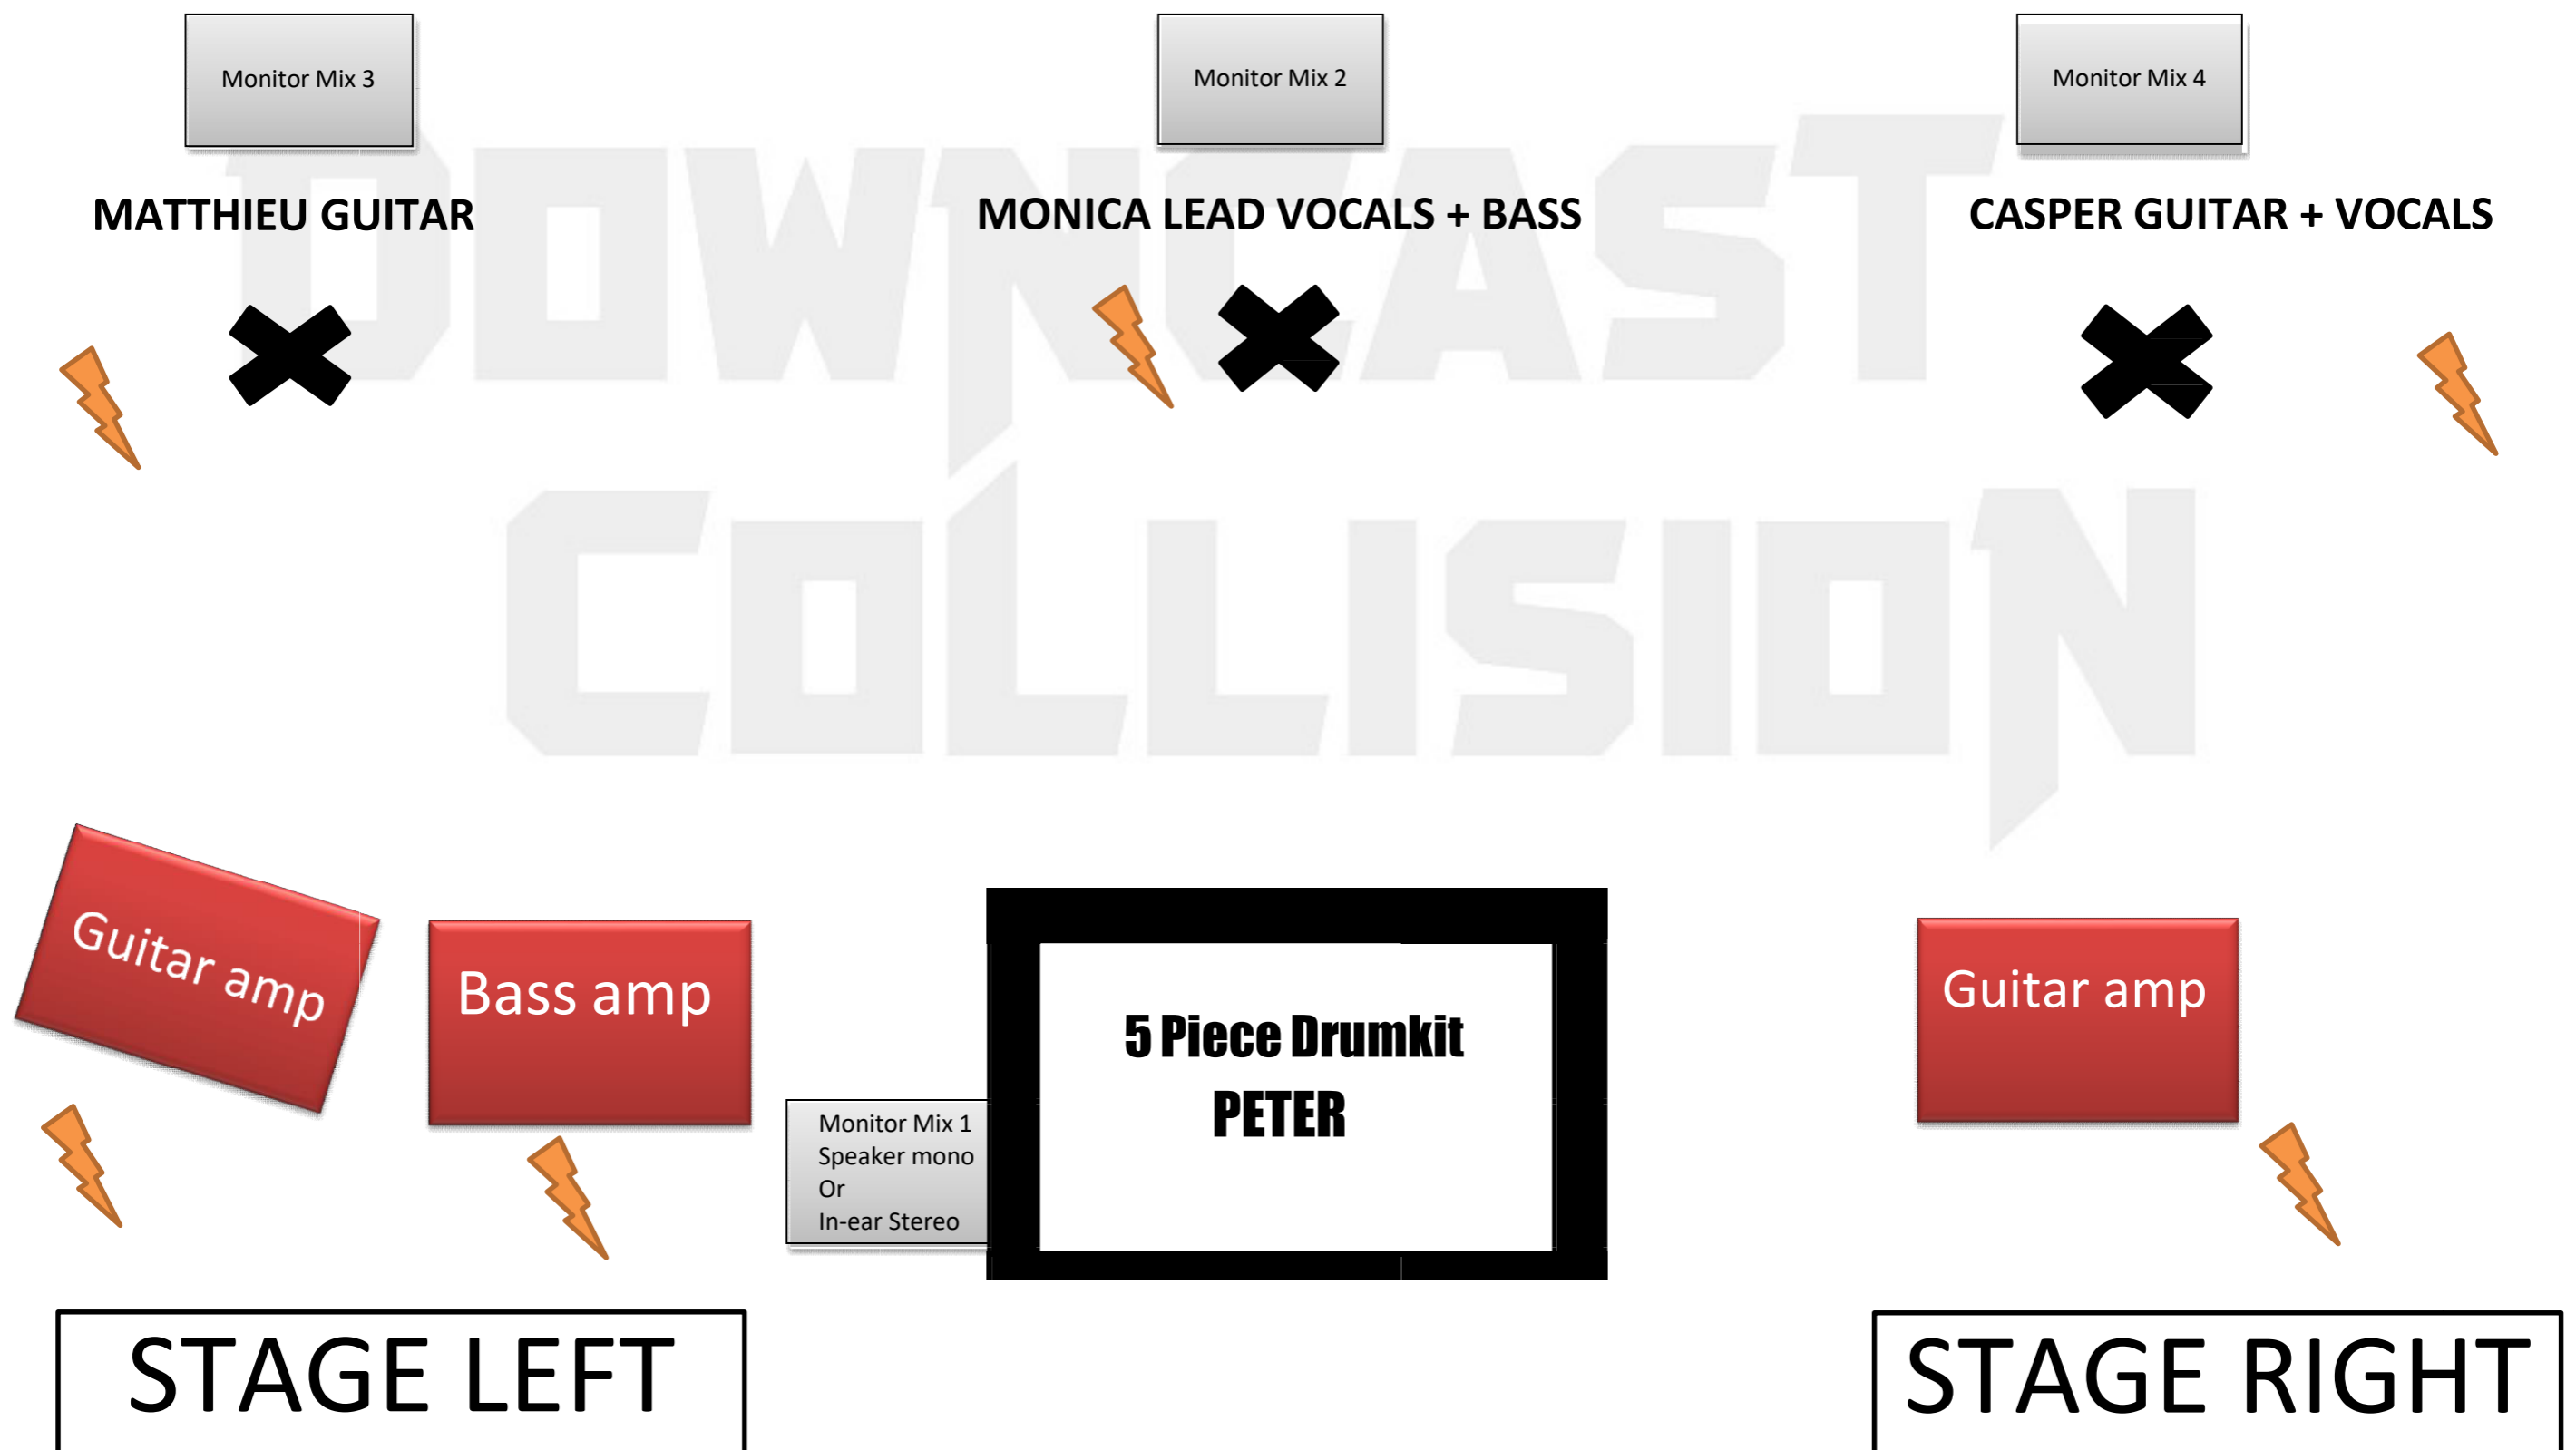 Monitor Mix 3
Monitor Mix 2
Monitor Mix 4
MATTHIEU GUITAR
MONICA LEAD VOCALS + BASS
CASPER GUITAR + VOCALS
DOWNCAST
COLLISION
Guitar amp
Bass amp
Monitor Mix 1
Speaker mono
Or
In-ear Stereo
5 Piece Drumkit
PETER
Guitar amp
STAGE LEFT
STAGE RIGHT